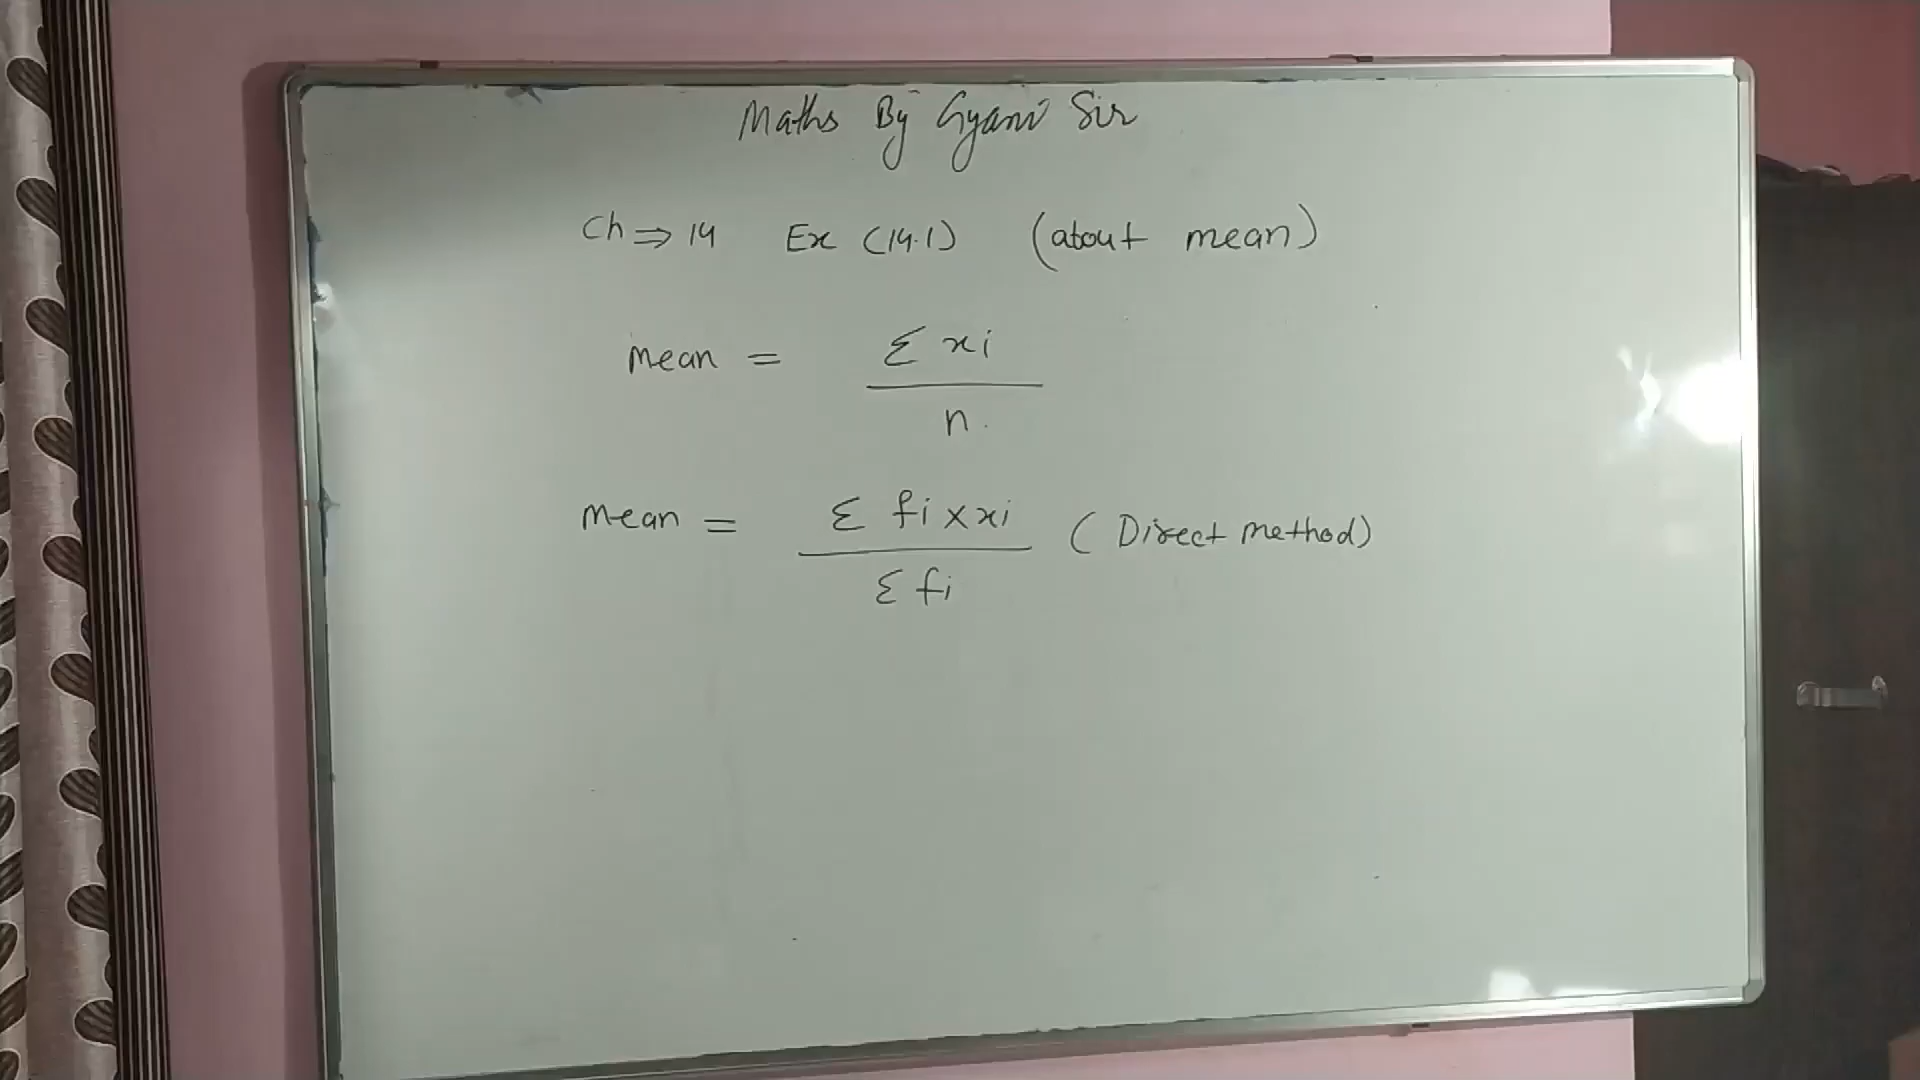 Maths By Gyani Sir
Ch ⇒ 14 Ex (14.1) (about mean)
mean = Σ xi
n.
mean = Σ fi × xi (Direct method)
Σ fi